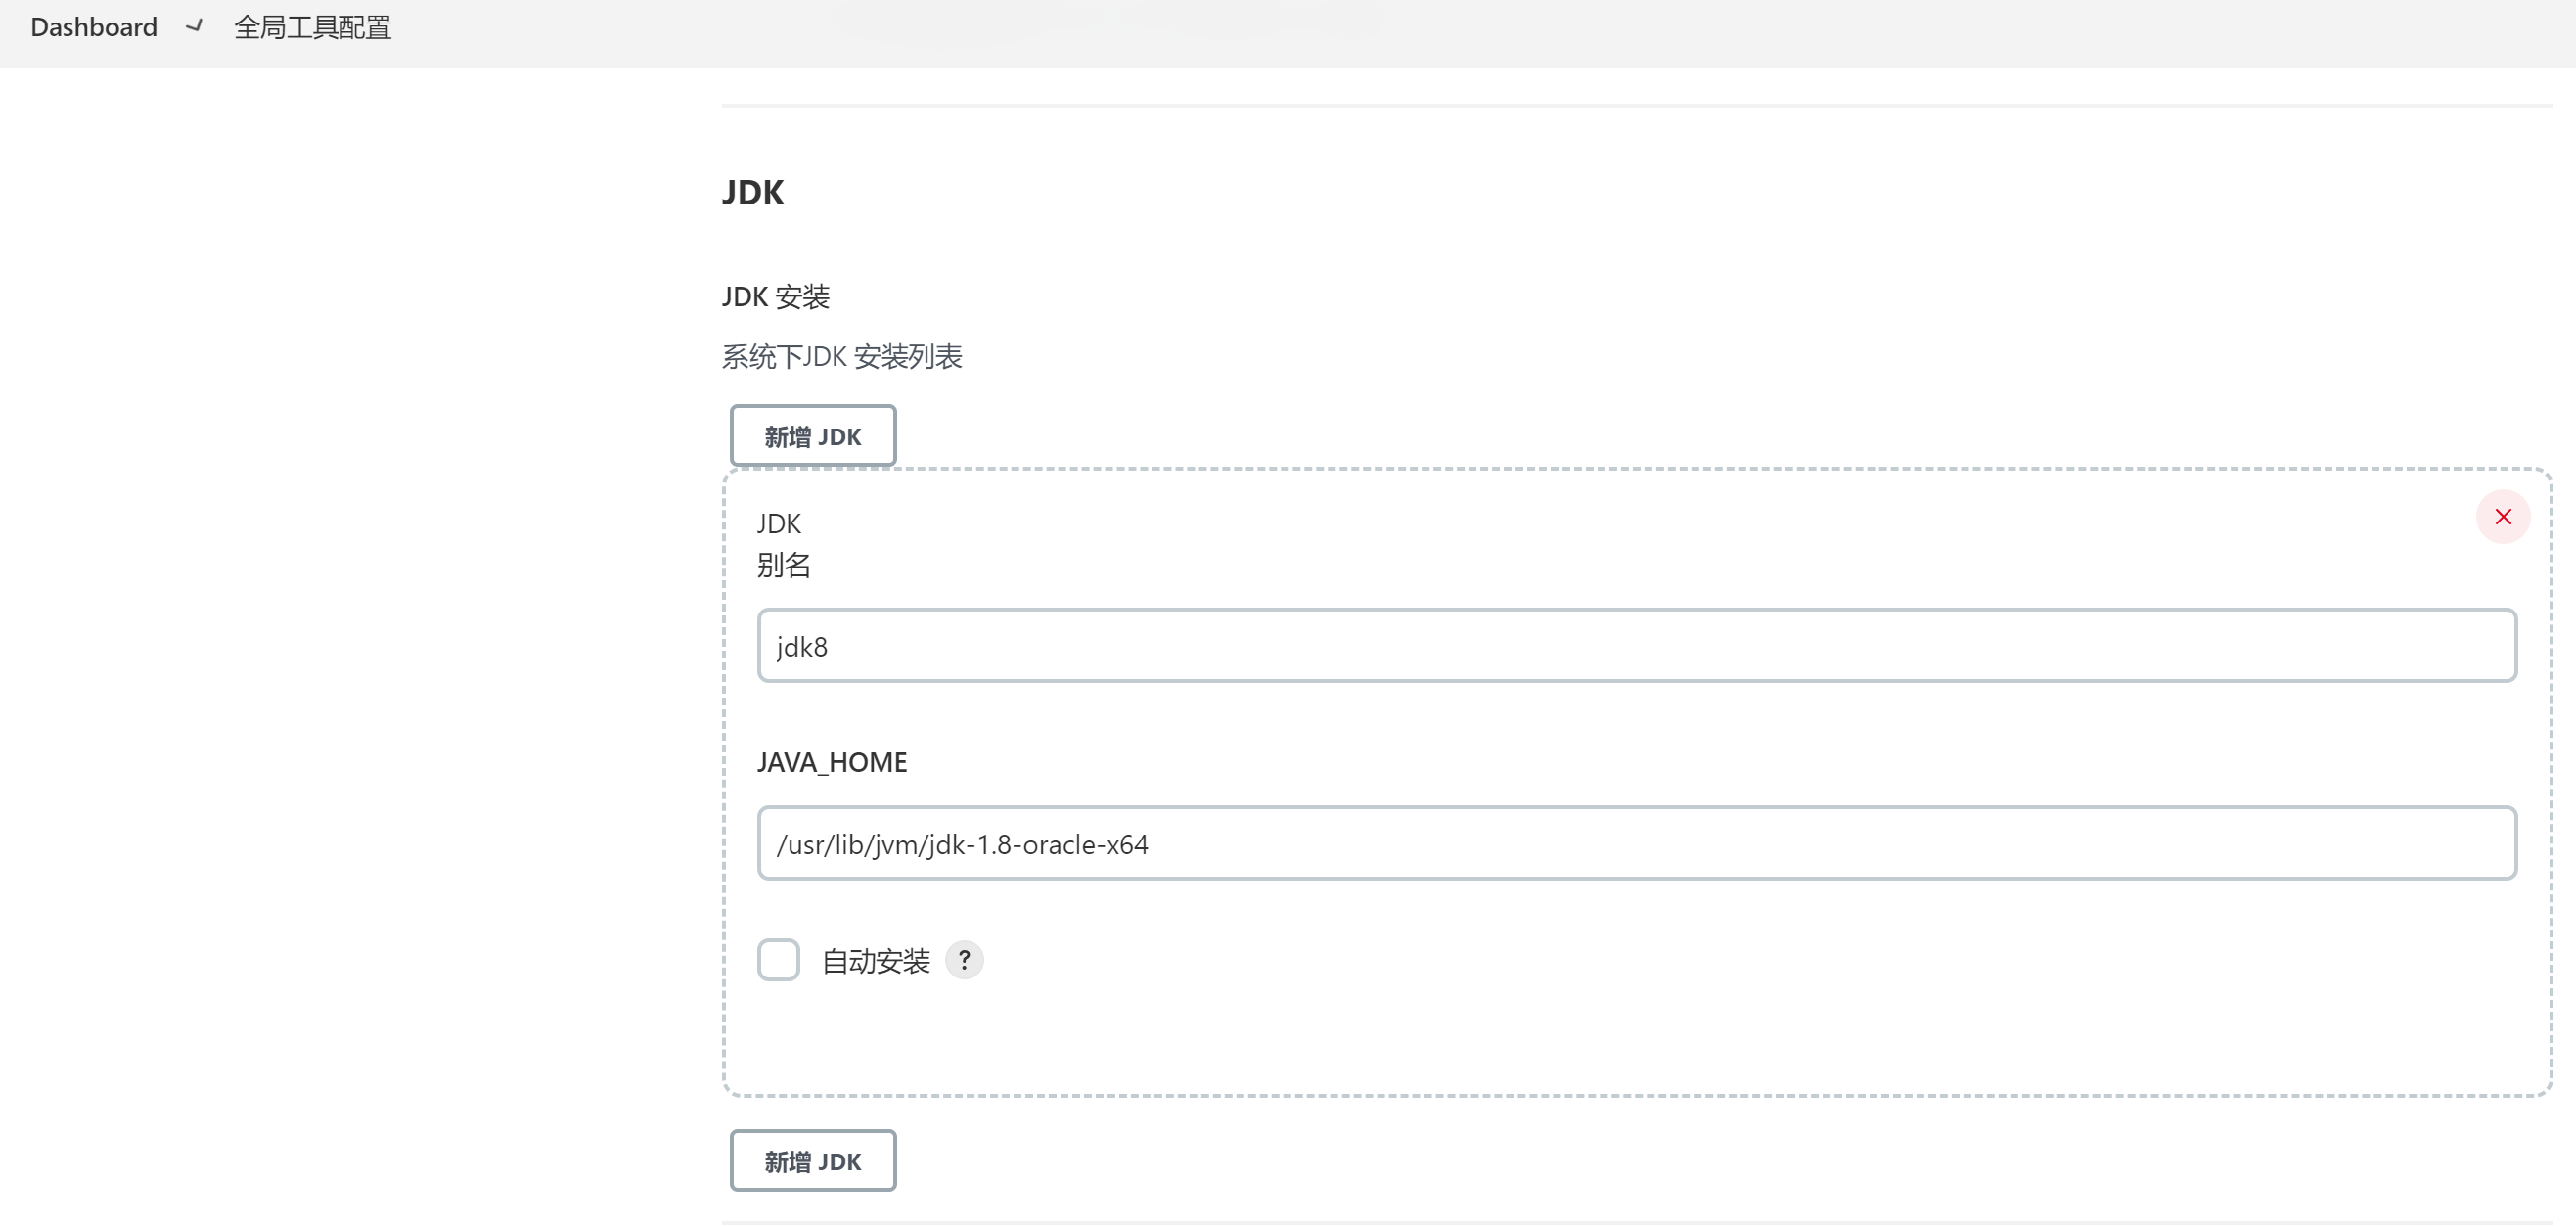 Dashboard 全局工具配置
JDK
JDK 安装
系统下JDK 安装列表
新增 JDK
JDK
别名
jdk8
JAVA_HOME
/usr/lib/jvm/jdk-1.8-oracle-x64
自动安装 ?
新增 JDK